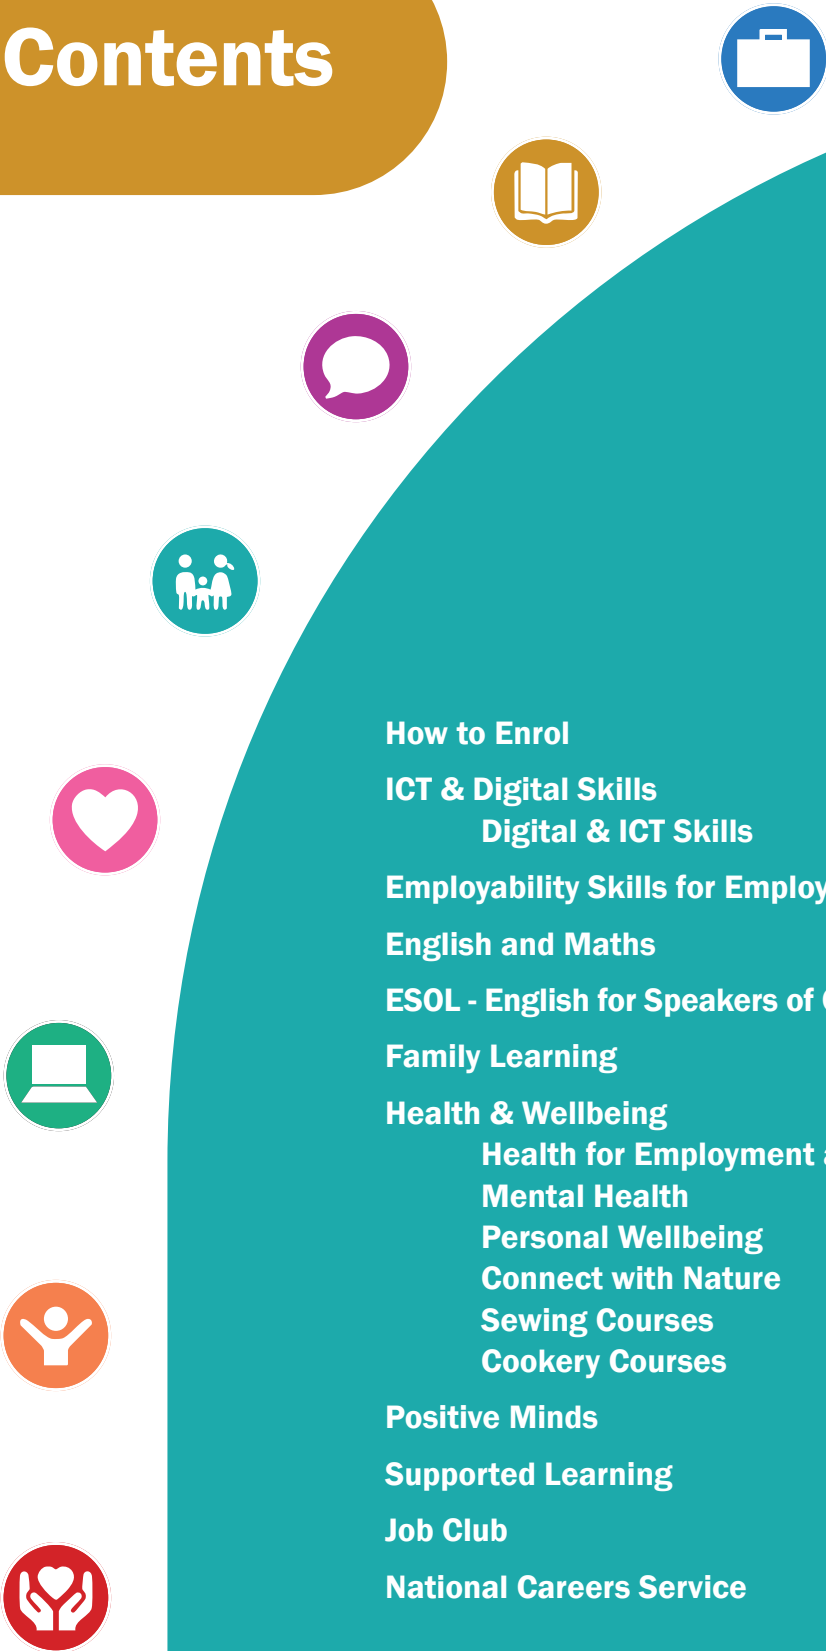 Contents
How to Enrol
ICT & Digital Skills
Digital & ICT Skills
Employability Skills for
English and Maths
ESOL - English for Speakers of
Family Learning
Health & Wellbeing
Health for Employment
Mental Health
Personal Wellbeing
Connect with Nature
Sewing Courses
Cookery Courses
Positive Minds
Supported Learning
Job Club
National Careers Service